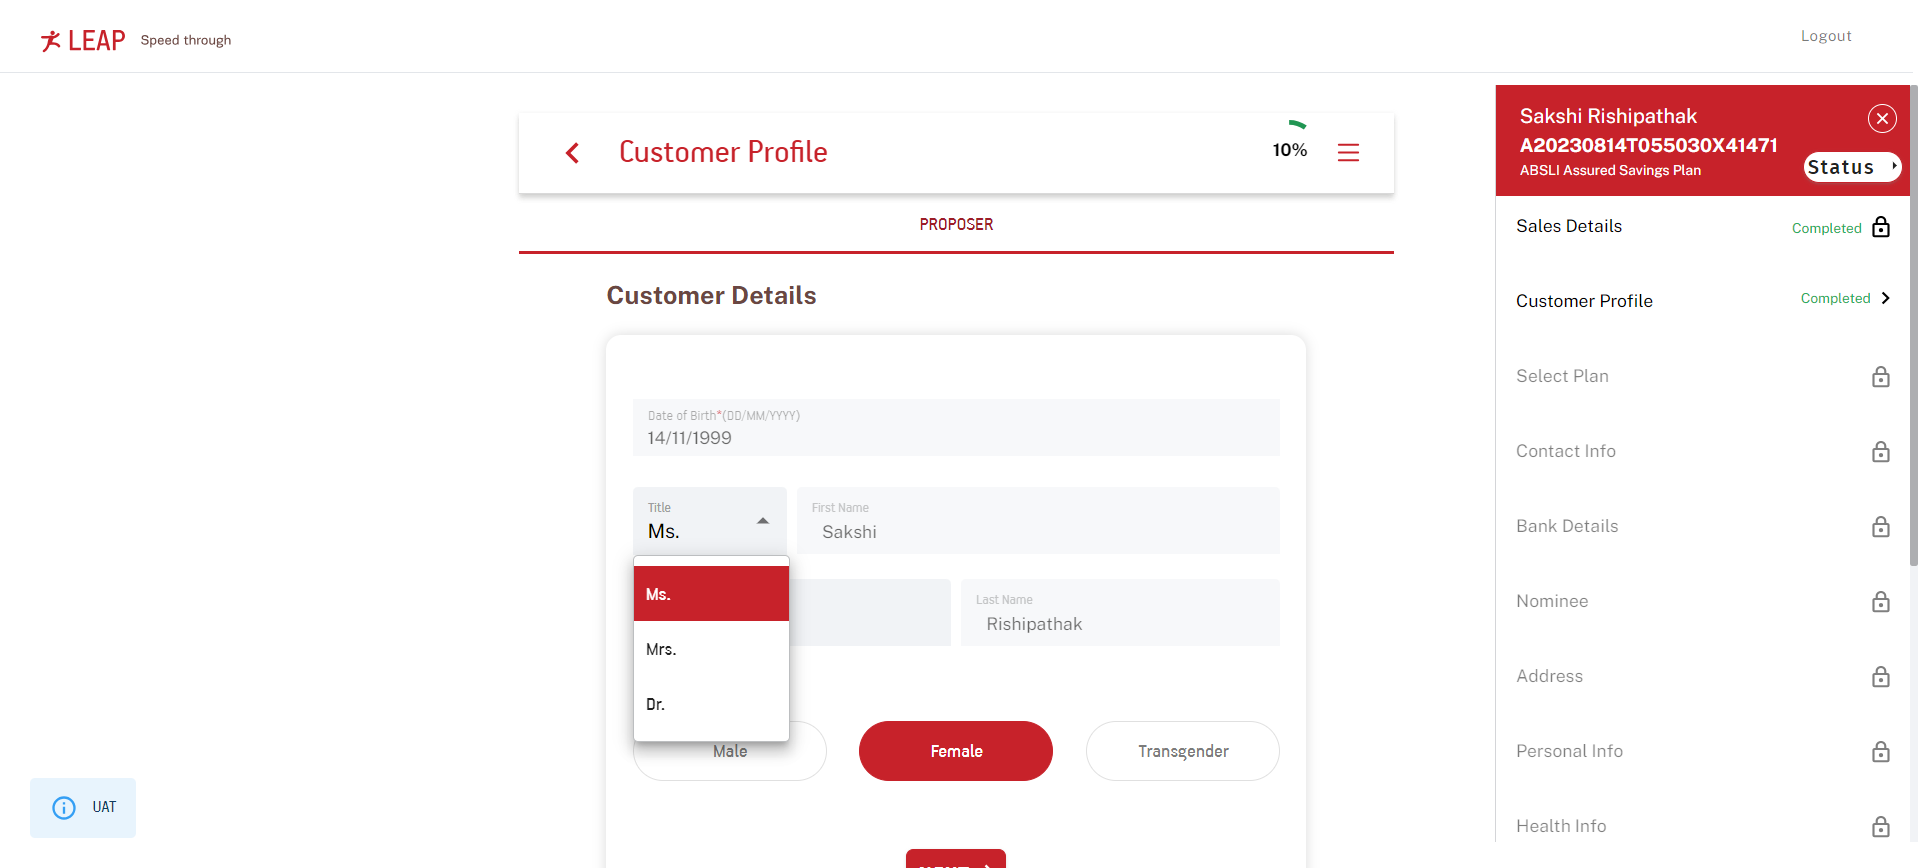 LEAP Speed through
Logout
Customer Profile
10%
PROPOSER
Customer Details
Date of Birth*(DD/MM/YYYY)
14/11/1999
Title
Ms.
First Name
Sakshi
Ms.
Mrs.
Dr.
Last Name
Rishipathak
Male
Female
Transgender
NEXT
UAT
Sakshi Rishipathak
A20230814T055030X41471
ABSLI Assured Savings Plan
Status
Sales Details
Completed
Customer Profile
Completed
Select Plan
Contact Info
Bank Details
Nominee
Address
Personal Info
Health Info